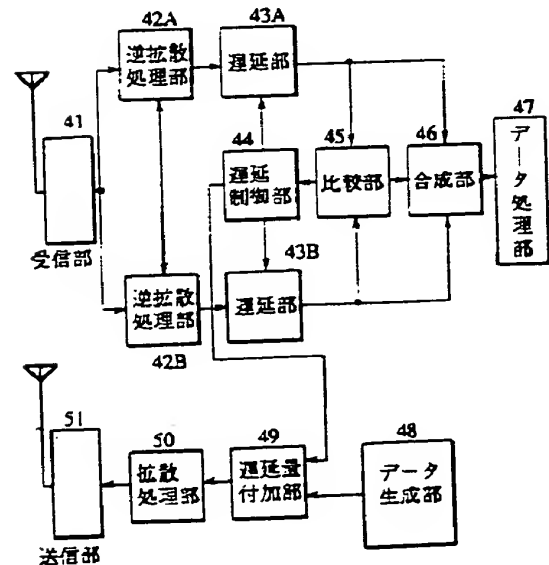 42A
逆拡散
処理部
43A
遅延部
41
受信部
44
遅延
制御部
45
比較部
46
合成部
47
データ処理部
43B
遅延部
逆拡散
処理部
42B
51
送信部
50
拡散
処理部
49
遅延量
付加部
48
データ
生成部